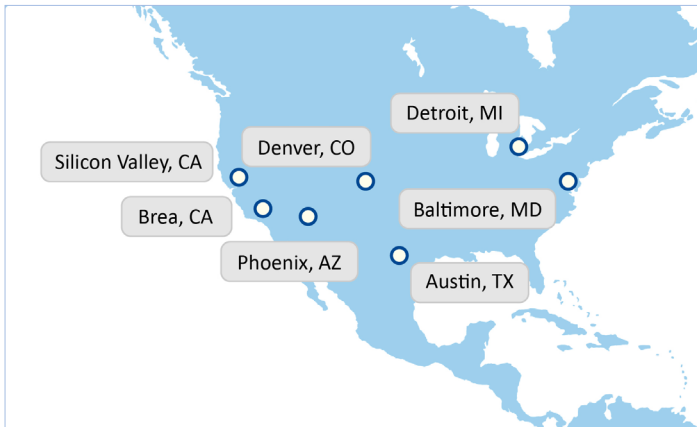 Detroit, MI
Denver, CO
Silicon Valley, CA
Brea, CA
Baltimore, MD
Phoenix, AZ
Austin, TX